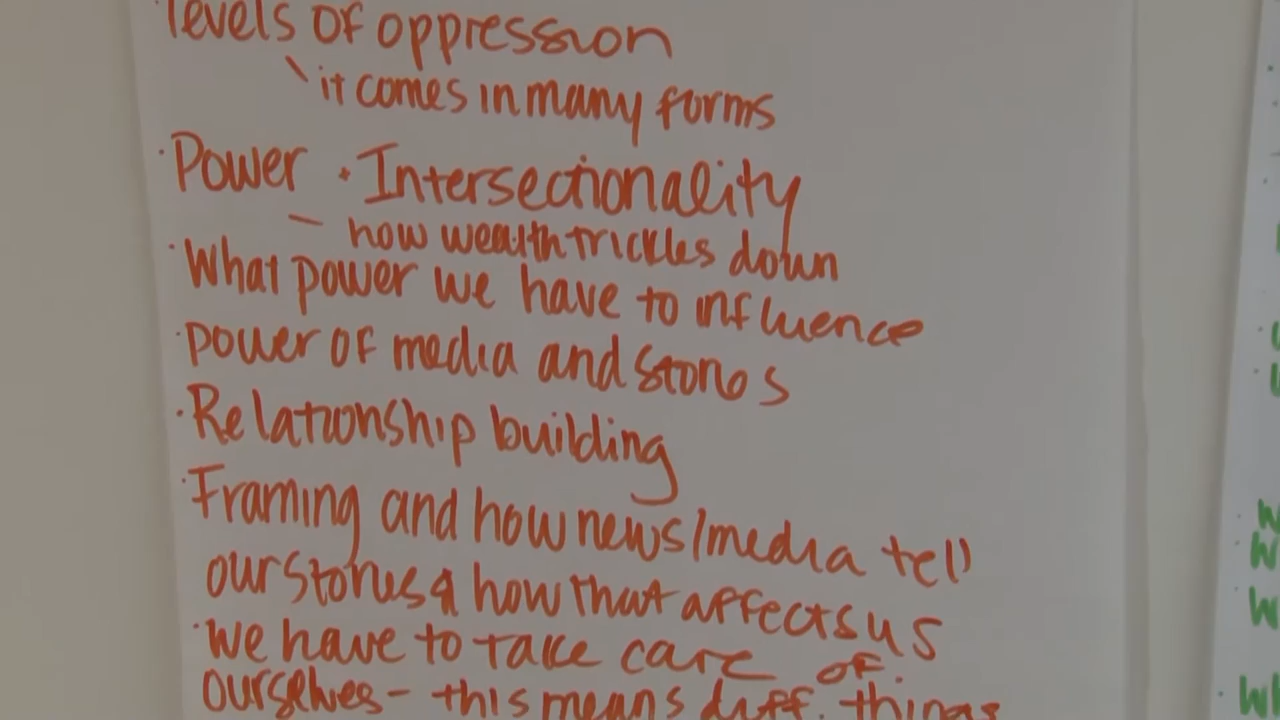 levels of oppression
it comes in many forms
· Power · Intersectionality
— how wealth trickles down
· What power we have to influence
· power of media and stories
· Relationship building
· Framing and how news/media tell
our stories & how that affects us
· we have to take care of
ourselves - this means diff. things